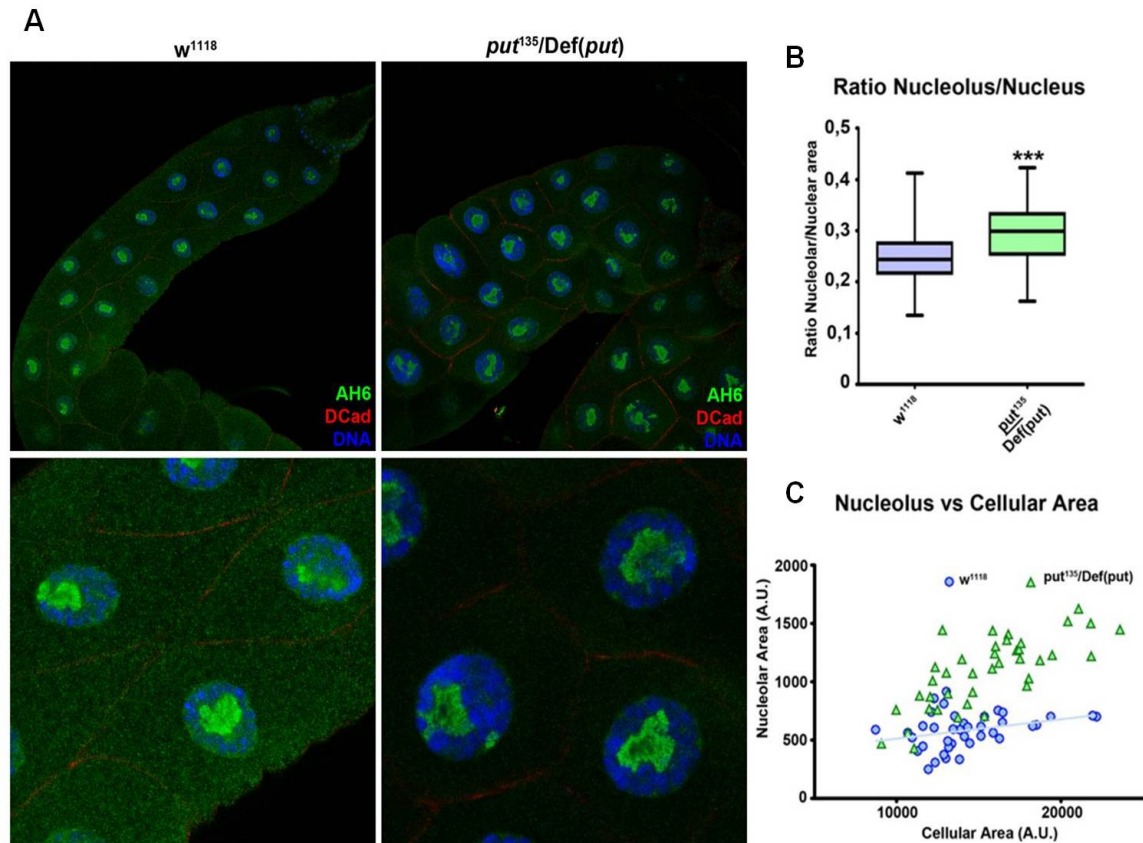 A
w1118
put135/Def(put)
AH6
DCad
DNA
AH6
DCad
DNA
B
Ratio Nucleolus/Nucleus
Ratio Nucleolar/Nuclear area
0,5
0,4
0,3
0,2
0,1
0
***
w1118
put135
Def(put)
C
Nucleolus vs Cellular Area
w1118
put135/Def(put)
Nucleolar Area (A.U.)
2000
1500
1000
500
0
10000
20000
Cellular Area (A.U.)